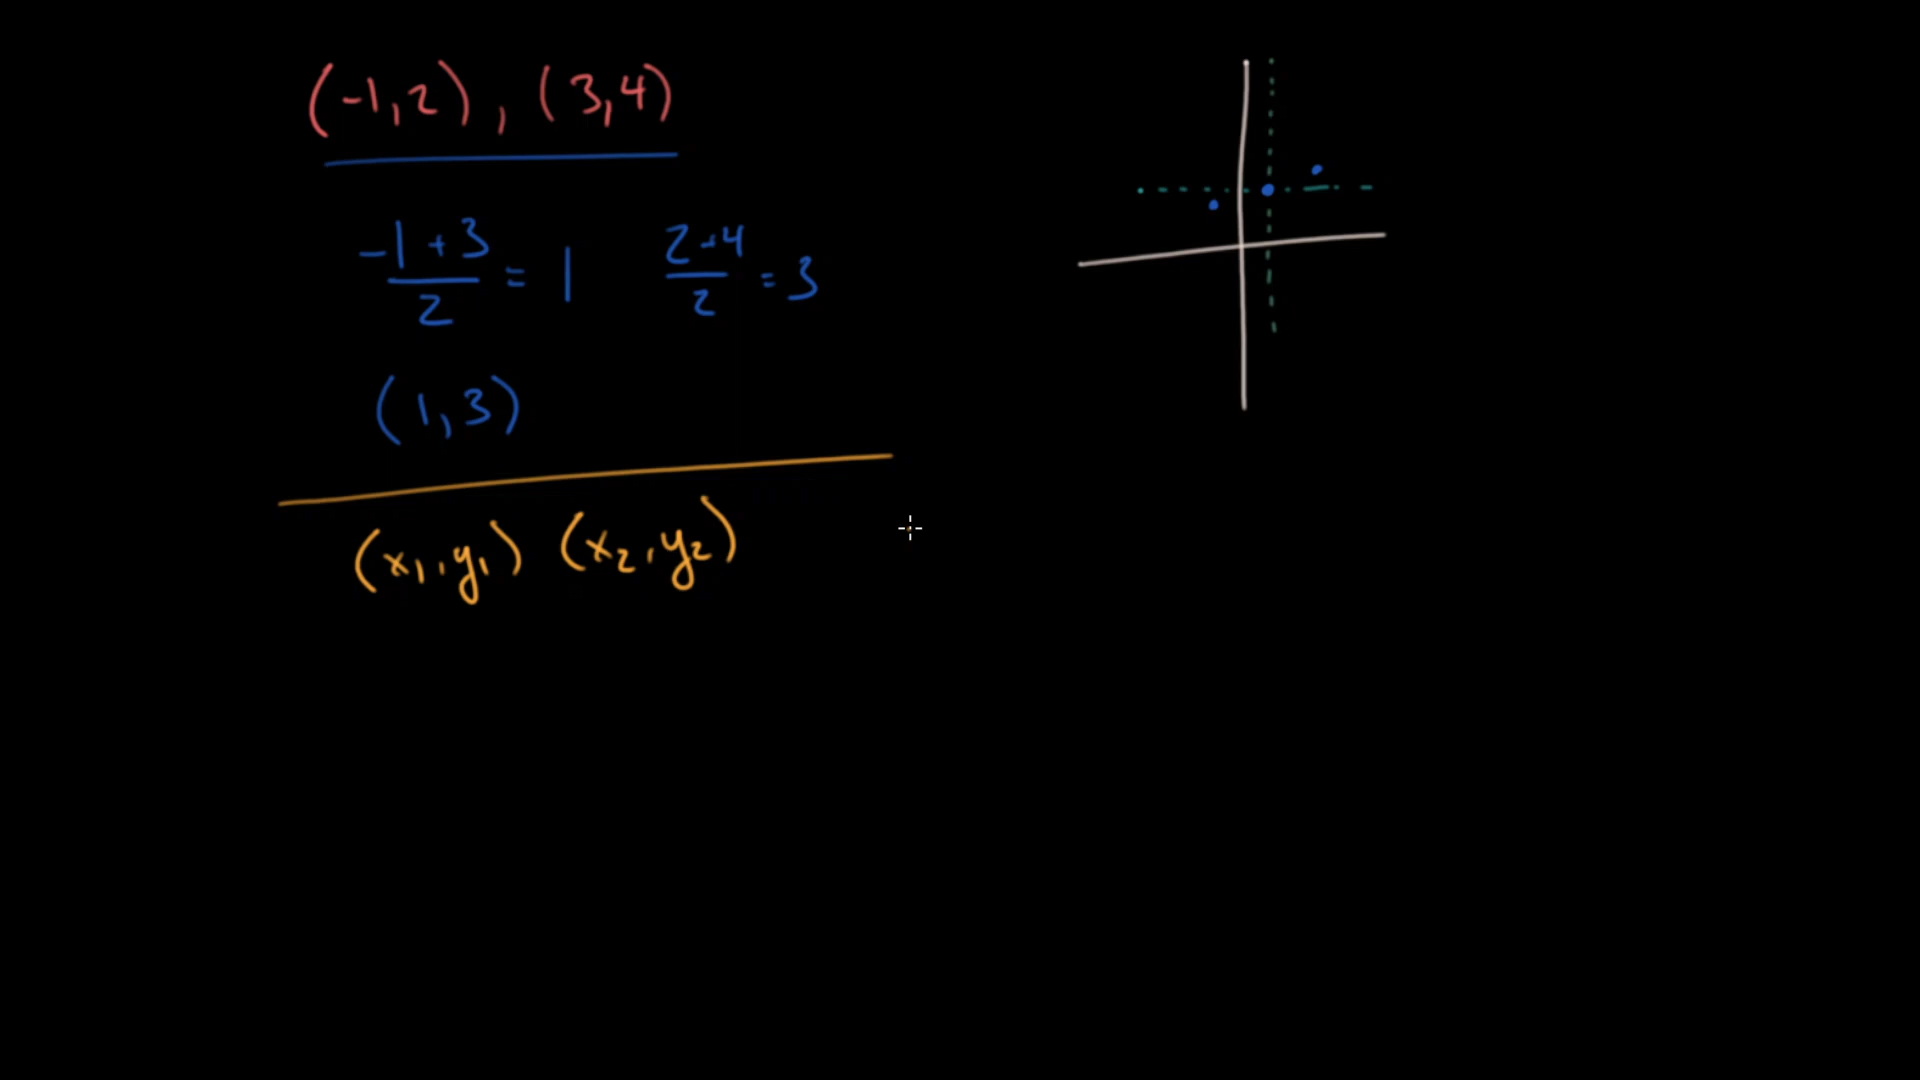 (-1,2), (3,4)
(-1+3)/2 = 1 (2+4)/2 = 3
(1,3)
(x₁,y₁) (x₂,y₂)